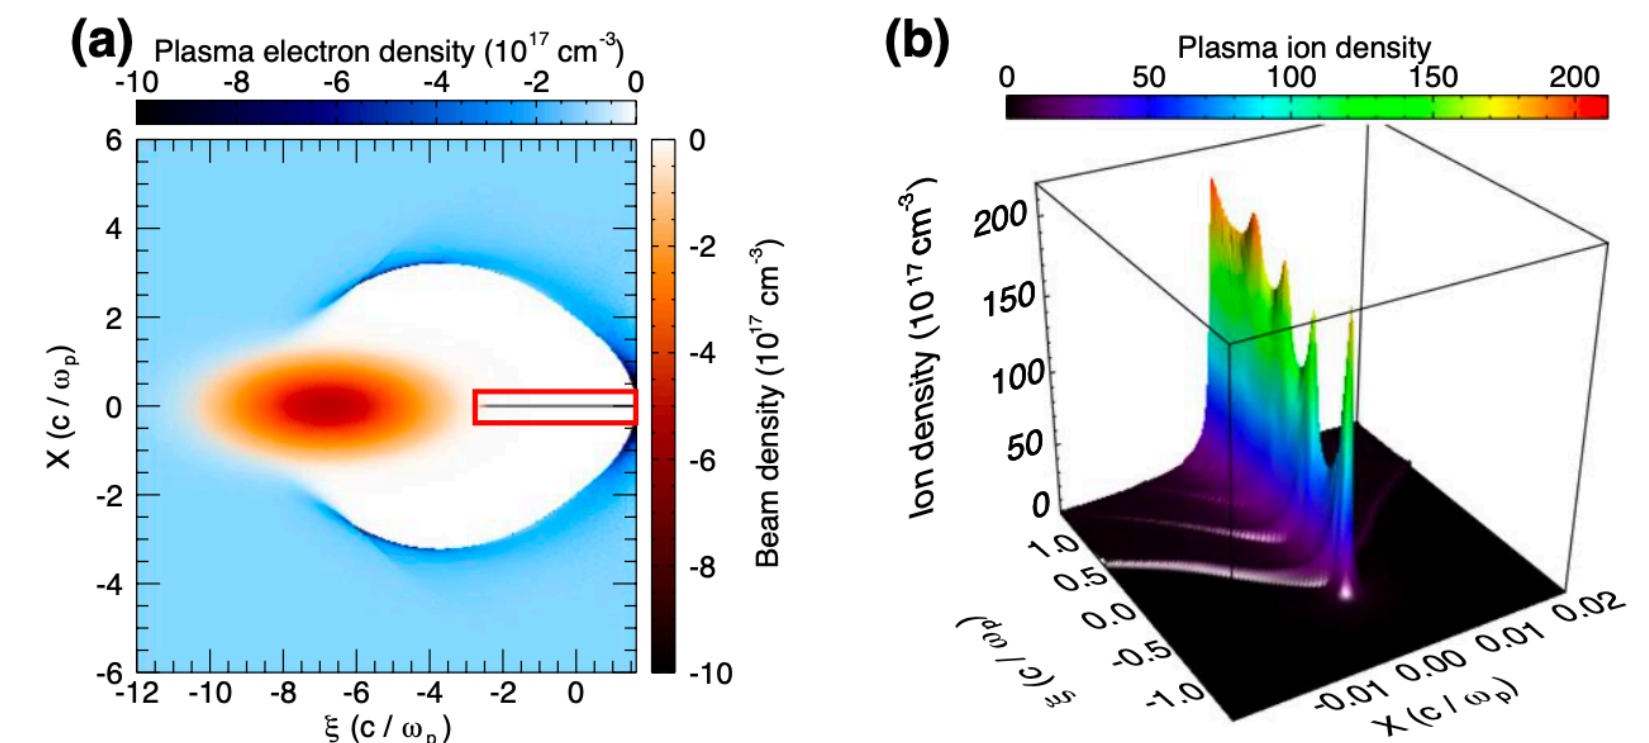 (a)
Plasma electron density (10^17 cm^-3)
-10 -8 -6 -4 -2 0
6
4
2
0
-2
-4
-6
X (c / ω_p)
-12 -10 -8 -6 -4 -2 0
ξ (c / ω_p)
0
-2
-4
-6
-8
-10
Beam density (10^17 cm^-3)
(b)
Plasma ion density
0 50 100 150 200
200
150
100
50
0
Ion density (10^17 cm^-3)
1.0
0.5
0.0
-0.5
-1.0
ξ (c / ω_p)
-0.01 0.00 0.01 0.02
X (c / ω_p)